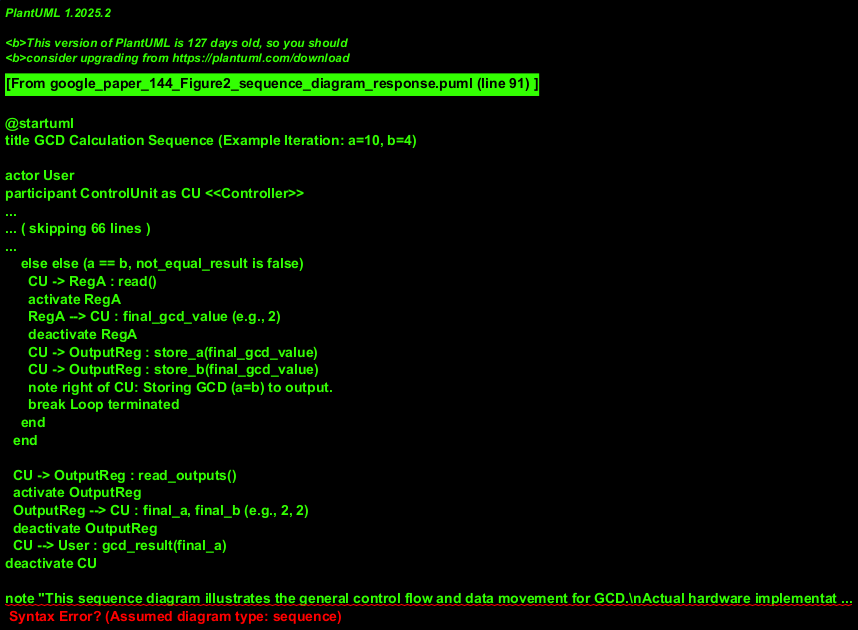 PlantUML 1.2025.2
<b>This version of PlantUML is 127 days old, so you should
<b>consider upgrading from https://plantuml.com/download
[From google_paper_144_Figure2_sequence_diagram_response.puml (line 91) ]
@startuml
title GCD Calculation Sequence (Example Iteration: a=10, b=4)
actor User
participant ControlUnit as CU <<Controller>>
...
... ( skipping 66 lines )
...
else else (a == b, not_equal_result is false)
CU -> RegA : read()
activate RegA
RegA --> CU : final_gcd_value (e.g., 2)
deactivate RegA
CU -> OutputReg : store_a(final_gcd_value)
CU -> OutputReg : store_b(final_gcd_value)
note right of CU: Storing GCD (a=b) to output.
break Loop terminated
end
end
CU -> OutputReg : read_outputs()
activate OutputReg
OutputReg --> CU : final_a, final_b (e.g., 2, 2)
deactivate OutputReg
CU --> User : gcd_result(final_a)
deactivate CU
note "This sequence diagram illustrates the general control flow and data movement for GCD.\nActual hardware implementat ...
Syntax Error? (Assumed diagram type: sequence)